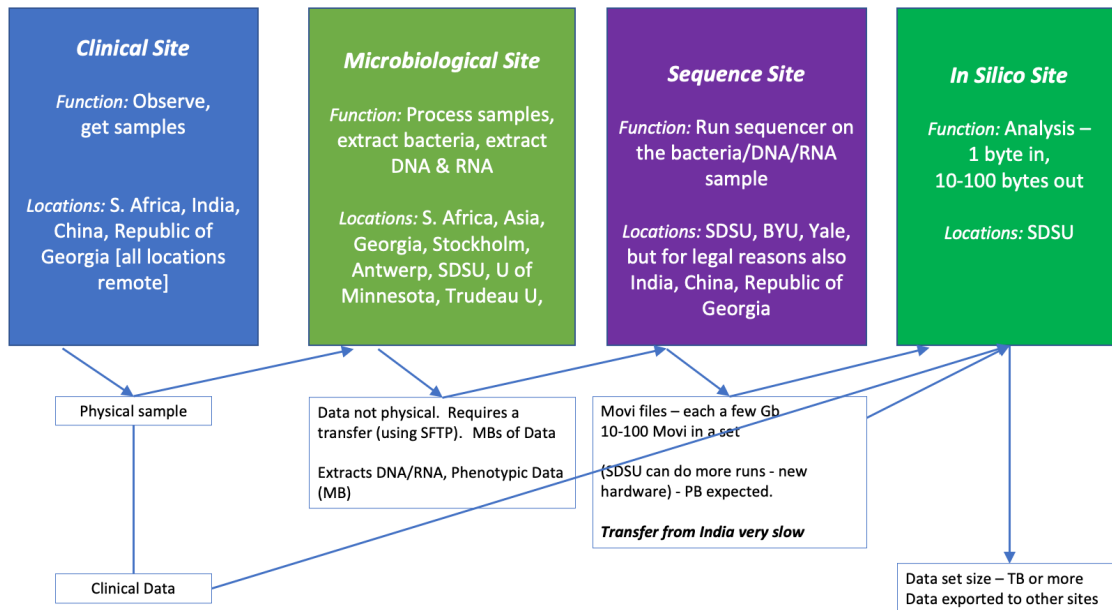 Clinical Site
Function: Observe,
get samples
Locations: S. Africa, India,
China, Republic of
Georgia [all locations
remote]
Microbiological Site
Function: Process samples,
extract bacteria, extract
DNA & RNA
Locations: S. Africa, Asia,
Georgia, Stockholm,
Antwerp, SDSU, U of
Minnesota, Trudeau U,
Sequence Site
Function: Run sequencer on
the bacteria/DNA/RNA
sample
Locations: SDSU, BYU, Yale,
but for legal reasons also
India, China, Republic of
Georgia
In Silico Site
Function: Analysis –
1 byte in,
10-100 bytes out
Locations: SDSU
Physical sample
Data not physical. Requires a
transfer (using SFTP). MBs of Data
Extracts DNA/RNA, Phenotypic Data
(MB)
Movi files – each a few Gb
10-100 Movi in a set
(SDSU can do more runs - new
hardware) - PB expected.
Transfer from India very slow
Clinical Data
Data set size – TB or more
Data exported to other sites